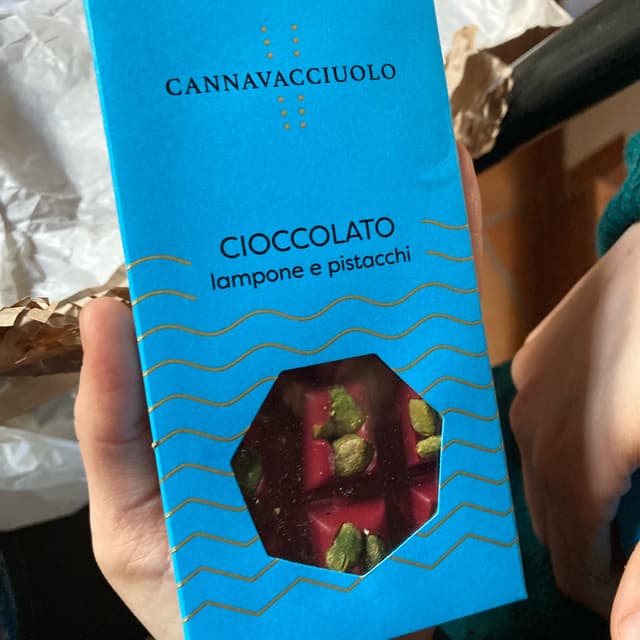 CANNAVACCIUOLO
CIOCCOLATO
lampone e pistacchi